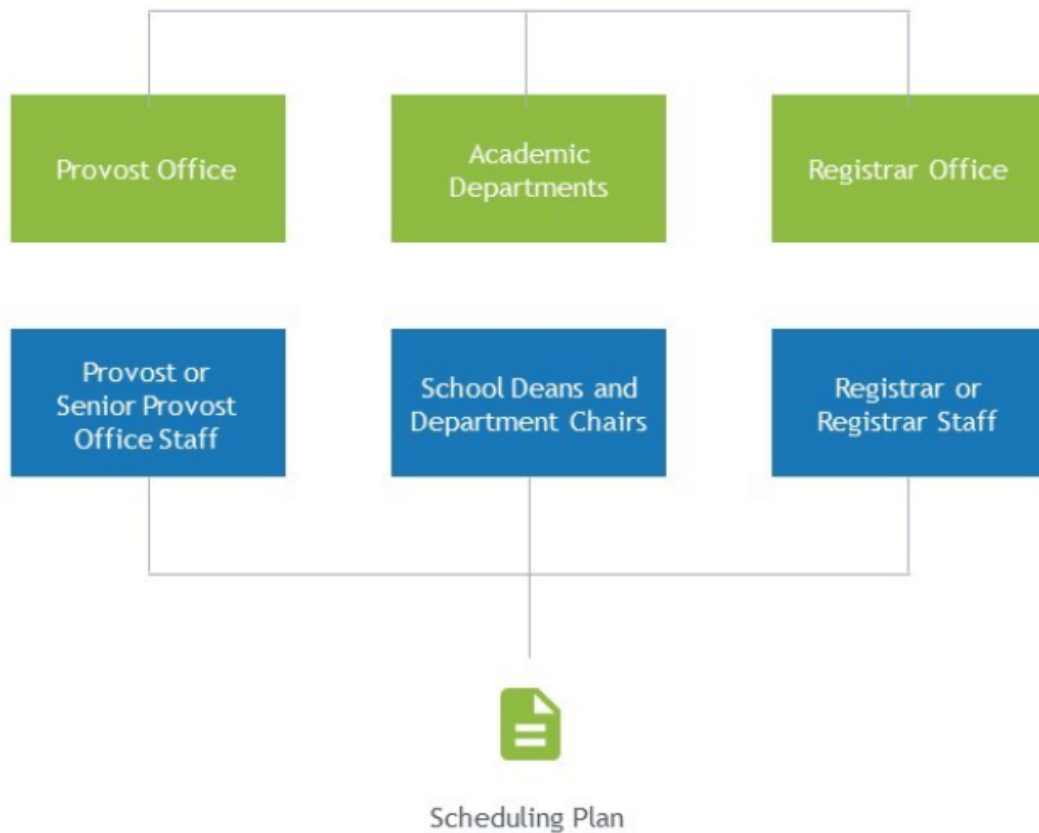 Provost Office
Academic
Departments
Registrar Office
Provost or
Senior Provost
Office Staff
School Deans and
Department Chairs
Registrar or
Registrar Staff
Scheduling Plan